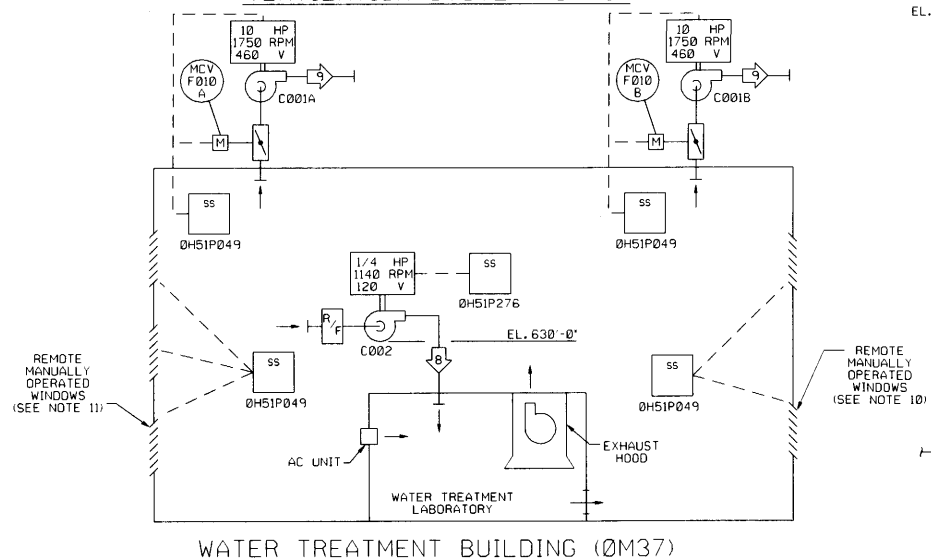 EL.
10 HP
1750 RPM
460 V
MCV
F010
A
9
C001A
M
10 HP
1750 RPM
460 V
MCV
F010
B
9
C001B
M
SS
0H51P049
SS
0H51P049
1/4 HP
1140 RPM
120 V
SS
0H51P276
R/F
C002
EL. 630'-0"
8
REMOTE
MANUALLY
OPERATED
WINDOWS
(SEE NOTE 11)
SS
0H51P049
SS
0H51P049
REMOTE
MANUALLY
OPERATED
WINDOWS
(SEE NOTE 10)
AC UNIT
EXHAUST
HOOD
WATER TREATMENT
LABORATORY
WATER TREATMENT BUILDING (0M37)